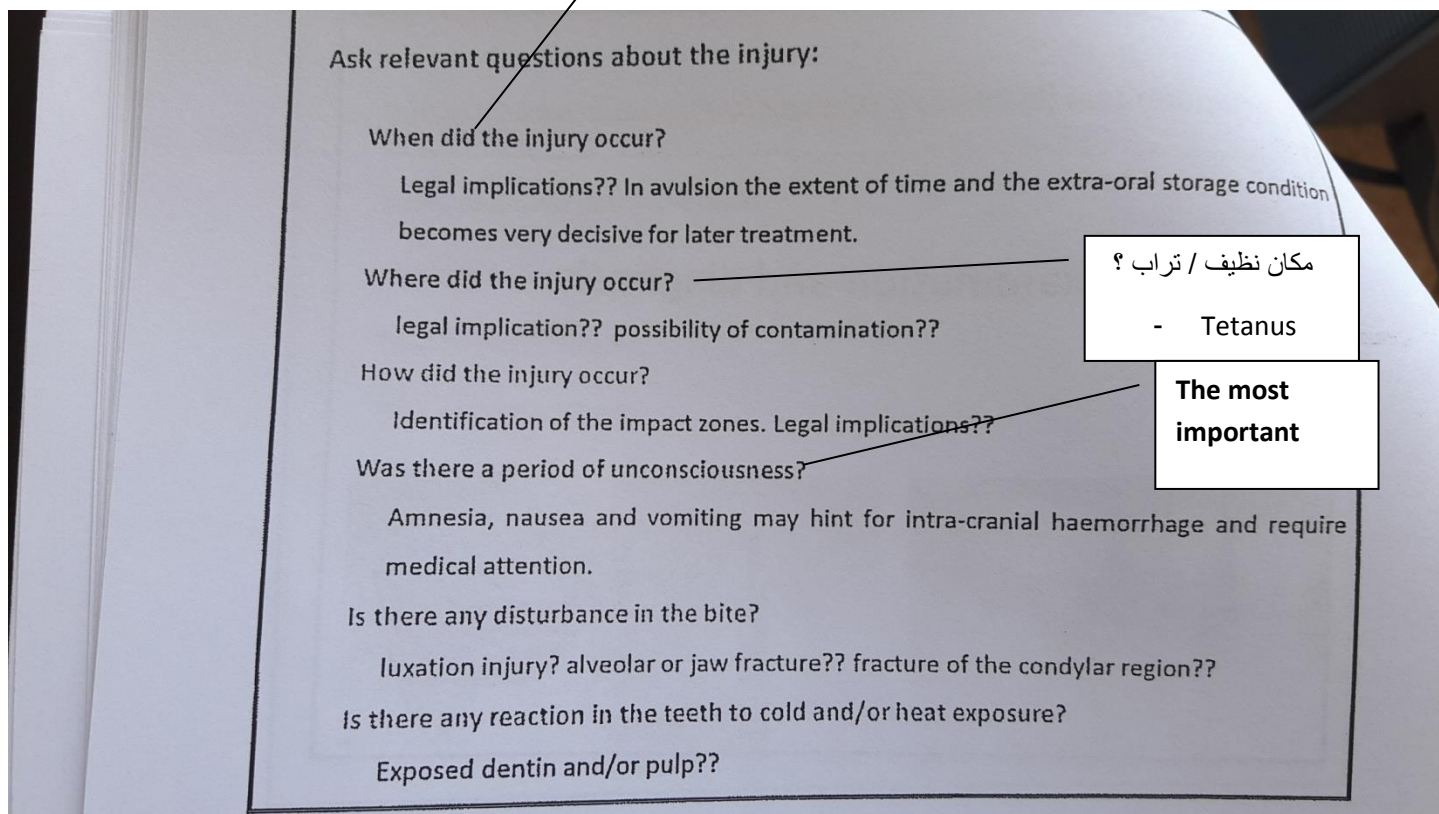 Ask relevant questions about the injury:
When did the injury occur?
Legal implications?? In avulsion the extent of time and the extra-oral storage condition
becomes very decisive for later treatment.
Where did the injury occur?
مكان نظيف / تراب ؟
- Tetanus
legal implication?? possibility of contamination??
How did the injury occur?
Identification of the impact zones. Legal implications??
The most
important
Was there a period of unconsciousness?
Amnesia, nausea and vomiting may hint for intra-cranial haemorrhage and require
medical attention.
Is there any disturbance in the bite?
luxation injury? alveolar or jaw fracture?? fracture of the condylar region??
Is there any reaction in the teeth to cold and/or heat exposure?
Exposed dentin and/or pulp??